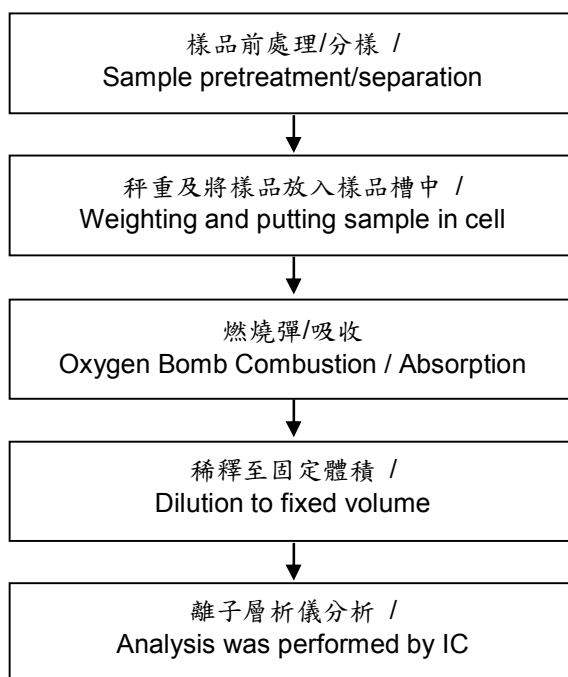 樣品前處理/分樣 /
Sample pretreatment/separation
秤重及將樣品放入樣品槽中 /
Weighting and putting sample in cell
燃燒彈/吸收
Oxygen Bomb Combustion / Absorption
稀釋至固定體積 /
Dilution to fixed volume
離子層析儀分析 /
Analysis was performed by IC